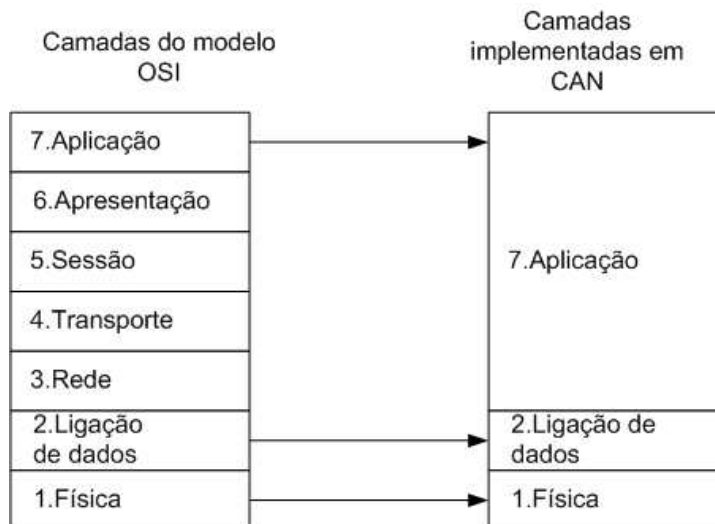 Camadas do modelo
OSI
7.Aplicação
6.Apresentação
5.Sessão
4.Transporte
3.Rede
2.Ligação
de dados
1.Física
Camadas
implementadas em
CAN
7.Aplicação
2.Ligação de
dados
1.Física